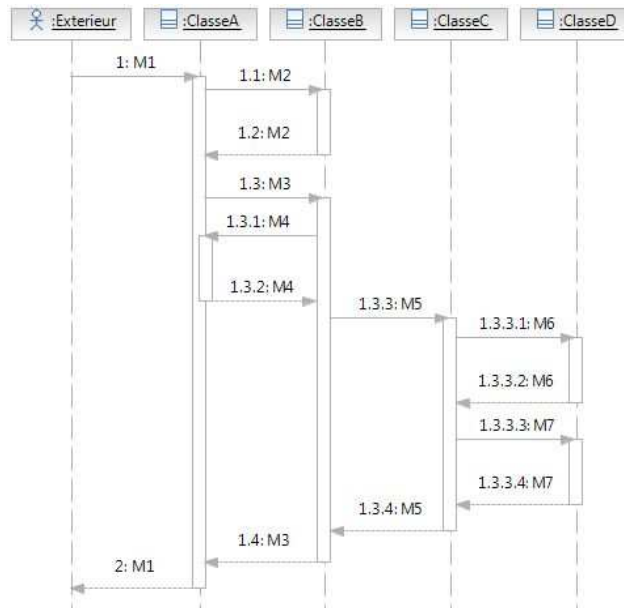 :Exterieur
:ClasseA
:ClasseB
:ClasseC
:ClasseD
1: M1
1.1: M2
1.2: M2
1.3: M3
1.3.1: M4
1.3.2: M4
1.3.3: M5
1.3.3.1: M6
1.3.3.2: M6
1.3.3.3: M7
1.3.3.4: M7
1.3.4: M5
1.4: M3
2: M1